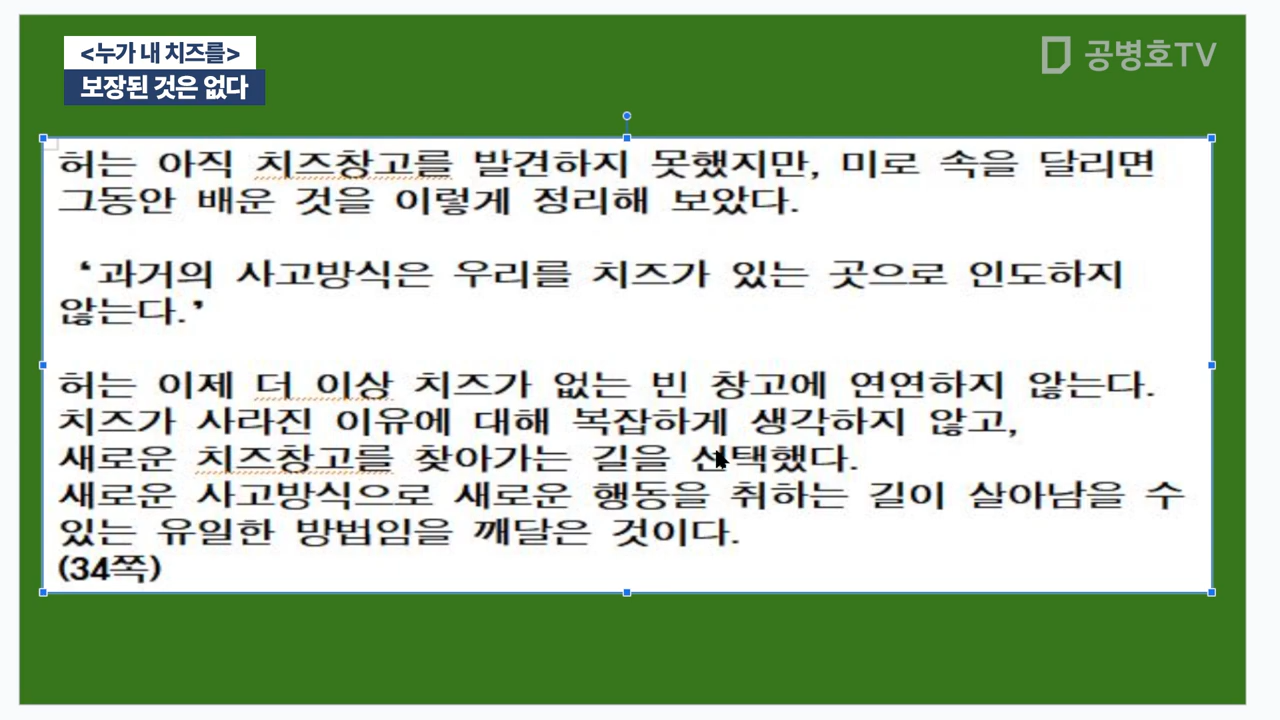 <누가 내 치즈를>
보장된 것은 없다
공병호TV
허는 아직 치즈창고를 발견하지 못했지만, 미로 속을 달리면
그동안 배운 것을 이렇게 정리해 보았다.
‘과거의 사고방식은 우리를 치즈가 있는 곳으로 인도하지
않는다.’
허는 이제 더 이상 치즈가 없는 빈 창고에 연연하지 않는다.
치즈가 사라진 이유에 대해 복잡하게 생각하지 않고,
새로운 치즈창고를 찾아가는 길을 선택했다.
새로운 사고방식으로 새로운 행동을 취하는 길이 살아남을 수
있는 유일한 방법임을 깨달은 것이다.
(34쪽)